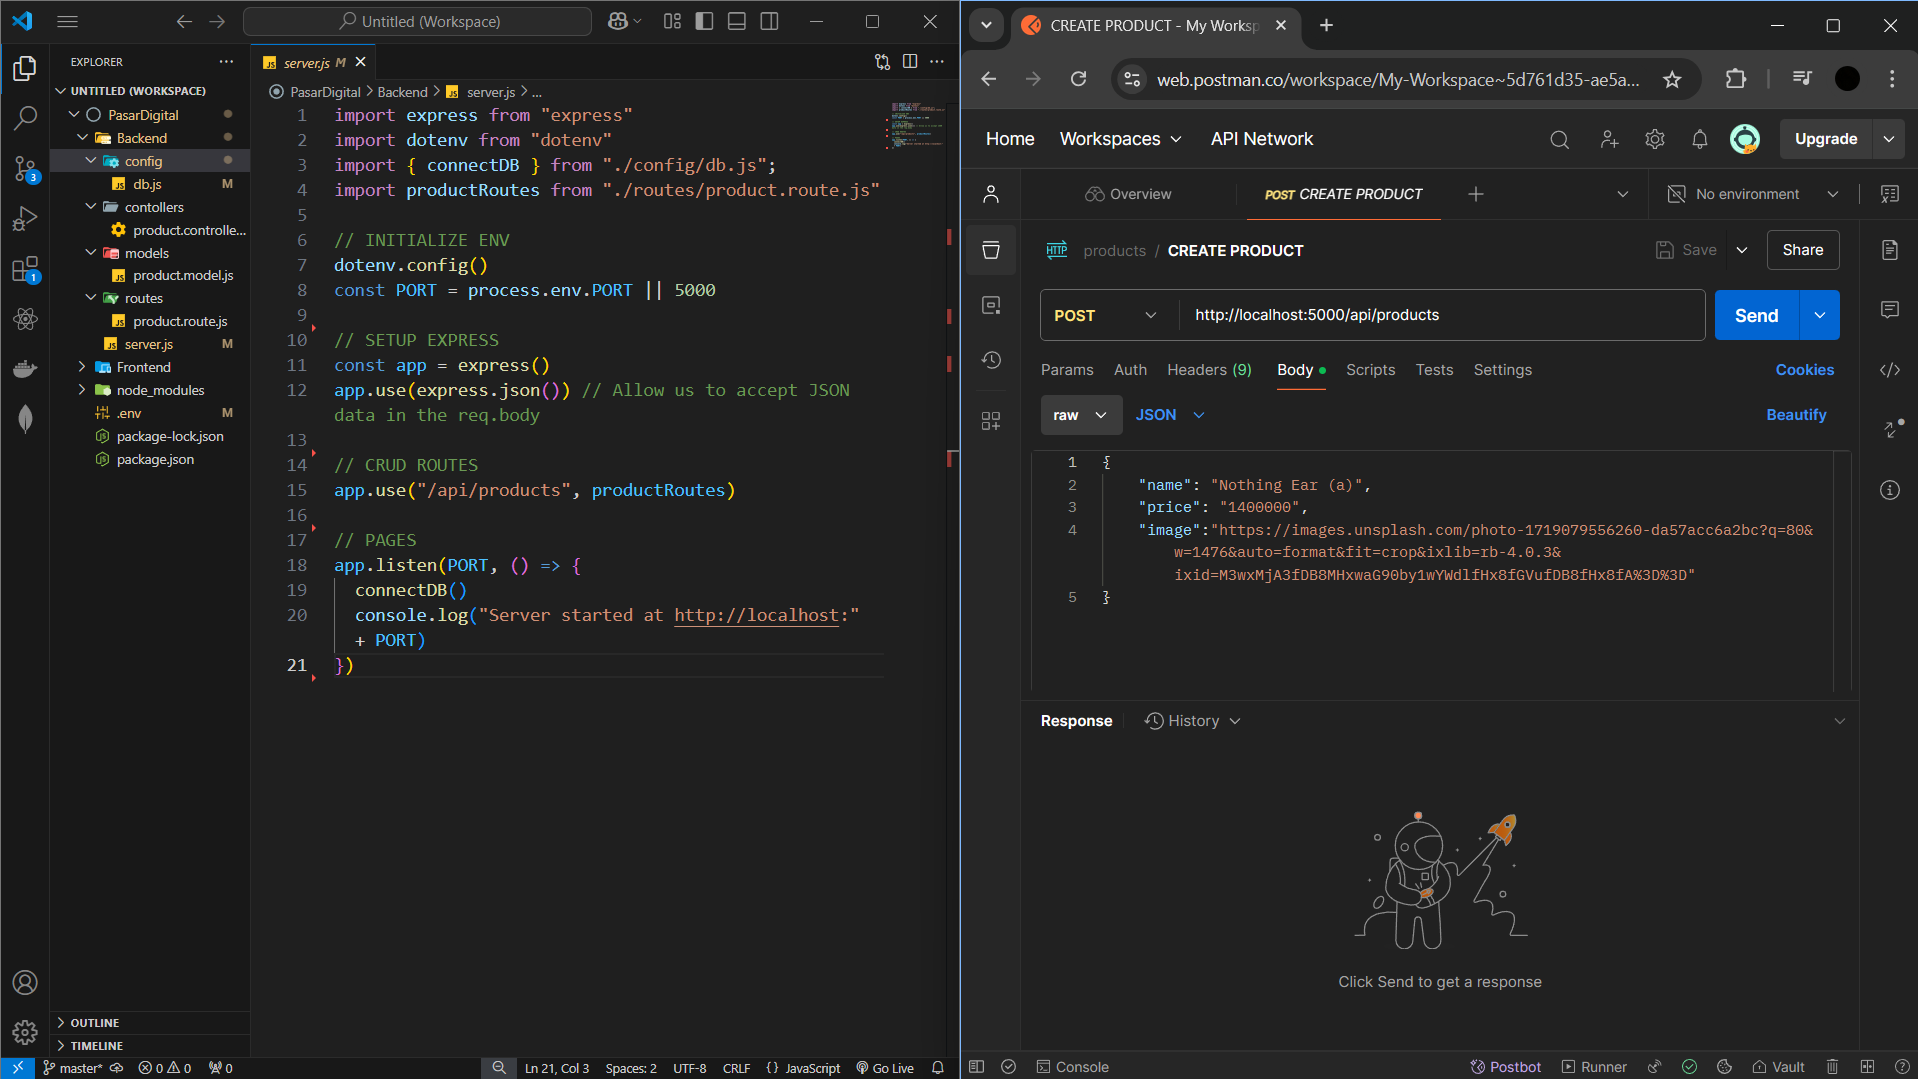 Untitled (Workspace)
EXPLORER
UNTITLED (WORKSPACE)
PasarDigital
Backend
config
db.js M
contollers
product.controlle...
models
product.model.js
routes
product.route.js
server.js M
Frontend
node_modules
.env M
package-lock.json
package.json
OUTLINE
TIMELINE
3
1
JS server.js M
PasarDigital > Backend > JS server.js > ...
1 import express from "express"
2 import dotenv from "dotenv"
3 import { connectDB } from "./config/db.js";
4 import productRoutes from "./routes/product.route.js"
5
6 // INITIALIZE ENV
7 dotenv.config()
8 const PORT = process.env.PORT || 5000
9
10 // SETUP EXPRESS
11 const app = express()
12 app.use(express.json()) // Allow us to accept JSON
data in the req.body
13
14 // CRUD ROUTES
15 app.use("/api/products", productRoutes)
16
17 // PAGES
18 app.listen(PORT, () => {
19 connectDB()
20 console.log("Server started at http://localhost:"
+ PORT)
21 })
master* 0 0 0
Ln 21, Col 3 Spaces: 2 UTF-8 CRLF {} JavaScript Go Live
CREATE PRODUCT - My Worksp
web.postman.co/workspace/My-Workspace~5d761d35-ae5a...
Home Workspaces API Network
Upgrade
Overview
POST CREATE PRODUCT
No environment
HTTP products / CREATE PRODUCT
Save Share
POST http://localhost:5000/api/products
Send
Params Auth Headers (9) Body Scripts Tests Settings
Cookies
raw JSON
Beautify
1 {
2 "name": "Nothing Ear (a)",
3 "price": "1400000",
4 "image":"https://images.unsplash.com/photo-1719079556260-da57acc6a2bc?q=80&
w=1476&auto=format&fit=crop&ixlib=rb-4.0.3&
ixid=M3wxMjA3fDB8MHxwaG90by1wYWdlfHx8fGVufDB8fHx8fA%3D%3D"
5 }
Response History
Click Send to get a response
Console
Postbot Runner Vault